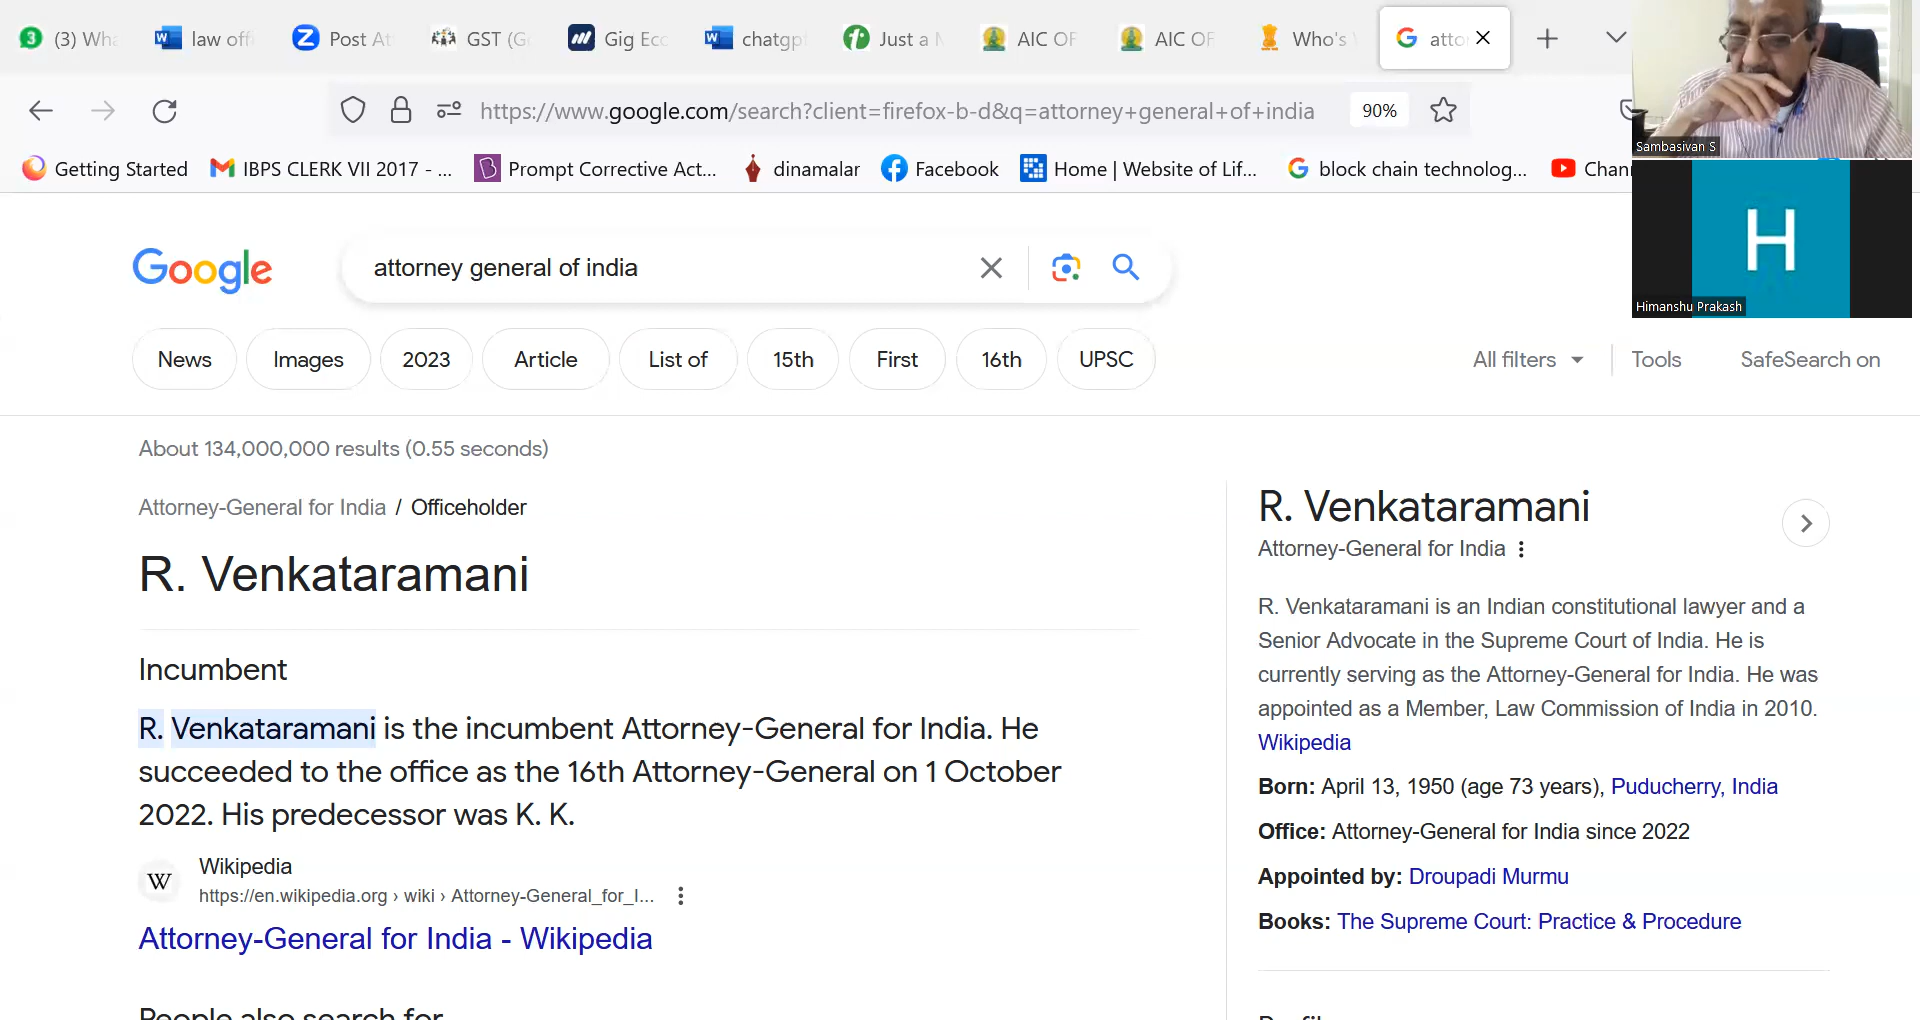 3 (3) Wha law offi Post At GST (G Gig Ecc chatgp Just a M AIC OF AIC OF Who's atto
https://www.google.com/search?client=firefox-b-d&q=attorney+general+of+india 90%
Getting Started IBPS CLERK VII 2017 - ... Prompt Corrective Act... dinamalar Facebook Home | Website of Lif... block chain technolog... Chan
Sambasivan S
H
Himanshu Prakash
Google attorney general of india
News Images 2023 Article List of 15th First 16th UPSC All filters Tools SafeSearch on
About 134,000,000 results (0.55 seconds)
Attorney-General for India / Officeholder
R. Venkataramani
Incumbent
R. Venkataramani is the incumbent Attorney-General for India. He
succeeded to the office as the 16th Attorney-General on 1 October
2022. His predecessor was K. K.
W Wikipedia
https://en.wikipedia.org › wiki › Attorney-General_for_I...
Attorney-General for India - Wikipedia
People also search for
R. Venkataramani
Attorney-General for India
R. Venkataramani is an Indian constitutional lawyer and a
Senior Advocate in the Supreme Court of India. He is
currently serving as the Attorney-General for India. He was
appointed as a Member, Law Commission of India in 2010.
Wikipedia
Born: April 13, 1950 (age 73 years), Puducherry, India
Office: Attorney-General for India since 2022
Appointed by: Droupadi Murmu
Books: The Supreme Court: Practice & Procedure